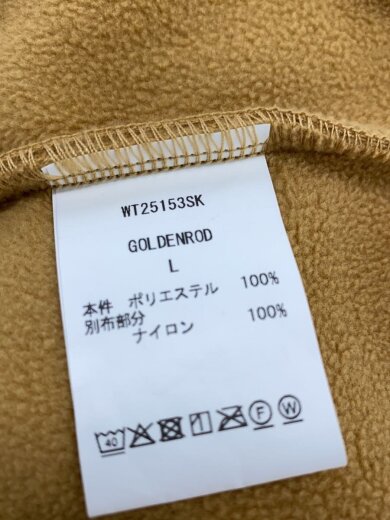 WT25153SK
GOLDENROD
L
本件 ポリエステル 100%
別布部分
ナイロン 100%
40 F W